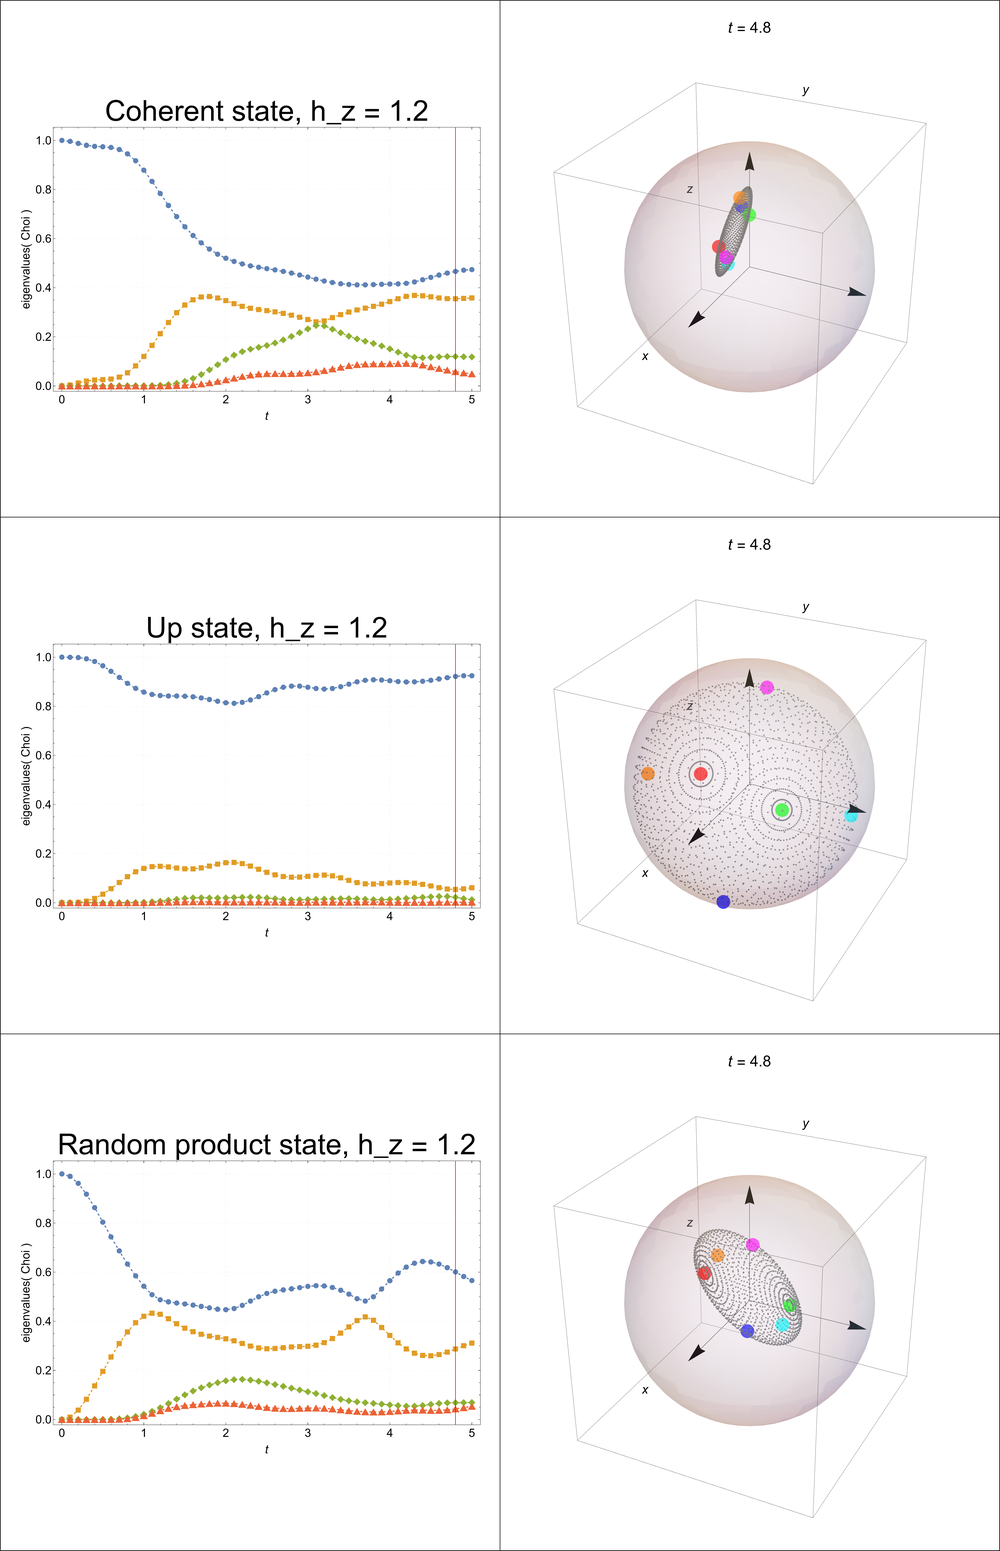 t = 4.8
Coherent state, h_z = 1.2
eigenvalues( Choi )
1.0
0.8
0.6
0.4
0.2
0.0
0 1 2 3 4 5
t
y
z
x
t = 4.8
Up state, h_z = 1.2
eigenvalues( Choi )
1.0
0.8
0.6
0.4
0.2
0.0
0 1 2 3 4 5
t
y
z
x
t = 4.8
Random product state, h_z = 1.2
eigenvalues( Choi )
1.0
0.8
0.6
0.4
0.2
0.0
0 1 2 3 4 5
t
y
z
x